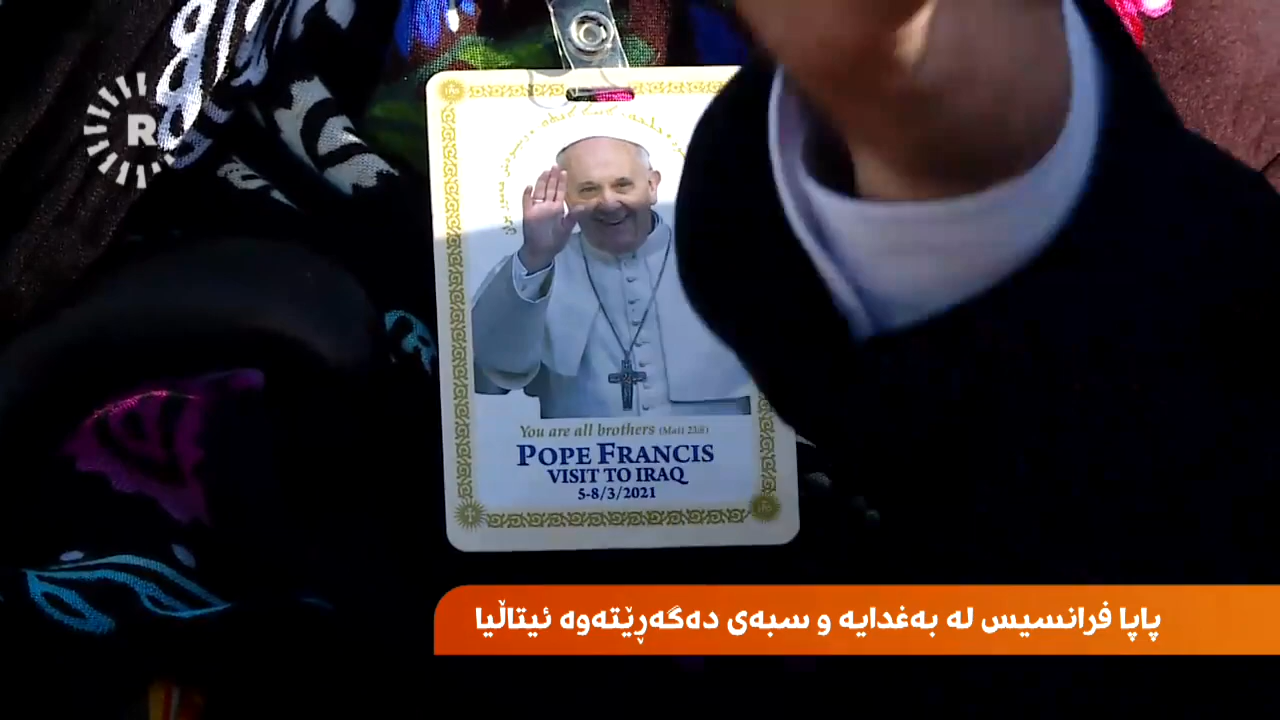 R
You are all brothers (Matt 23:8)
POPE FRANCIS
VISIT TO IRAQ
5-8/3/2021
پاپا فرانسیس لە بەغدایە و سبەی دەگەڕێتەوە ئیتاڵیا